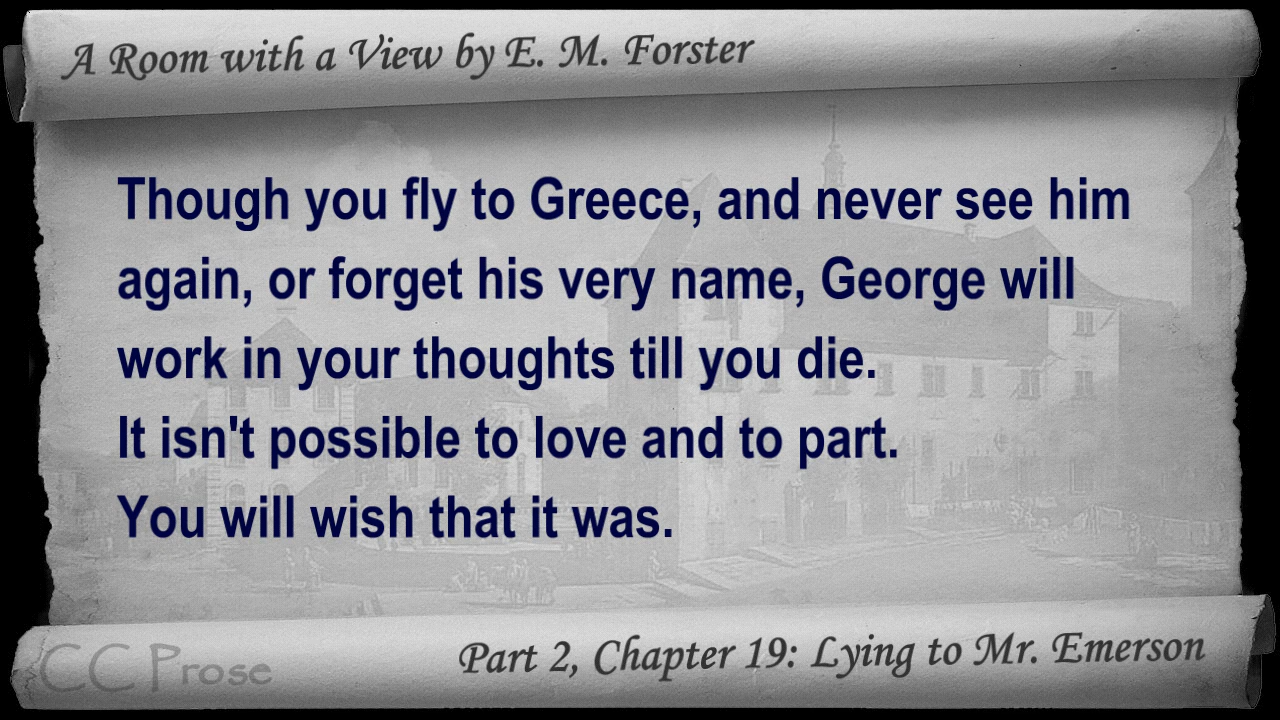 A Room with a View by E. M. Forster
Though you fly to Greece, and never see him
again, or forget his very name, George will
work in your thoughts till you die.
It isn't possible to love and to part.
You will wish that it was.
CC Prose
Part 2, Chapter 19: Lying to Mr. Emerson